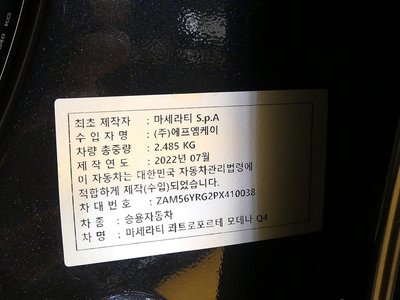 최초 제작자 : 마세라티 S.p.A
수 입 자 명 : (주)에프엠케이
차량 총중량 : 2,485 KG
제 작 연 도 : 2022년 07월
이 자동차는 대한민국 자동차관리법령에
적합하게 제작(수입)되었습니다.
차 대 번 호 : ZAM56YRG2PX410038
차 종 : 승용자동차
차 명 : 마세라티 콰트로포르테 모데나 Q4
KG